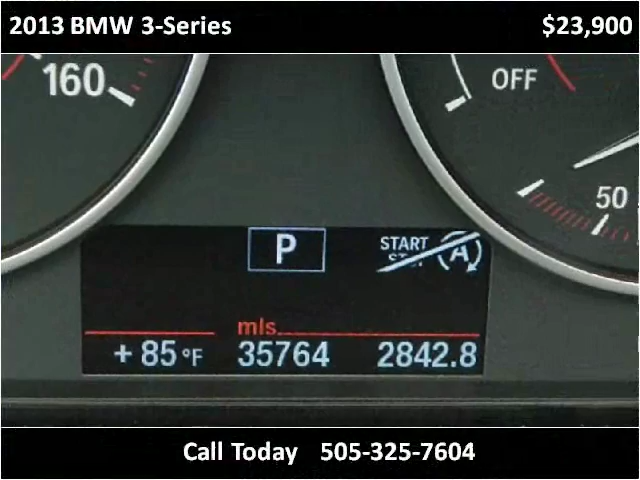 2013 BMW 3-Series $23,900
160
OFF
50
P
START
STOP A
mls
+85°F 35764 2842.8
Call Today 505-325-7604